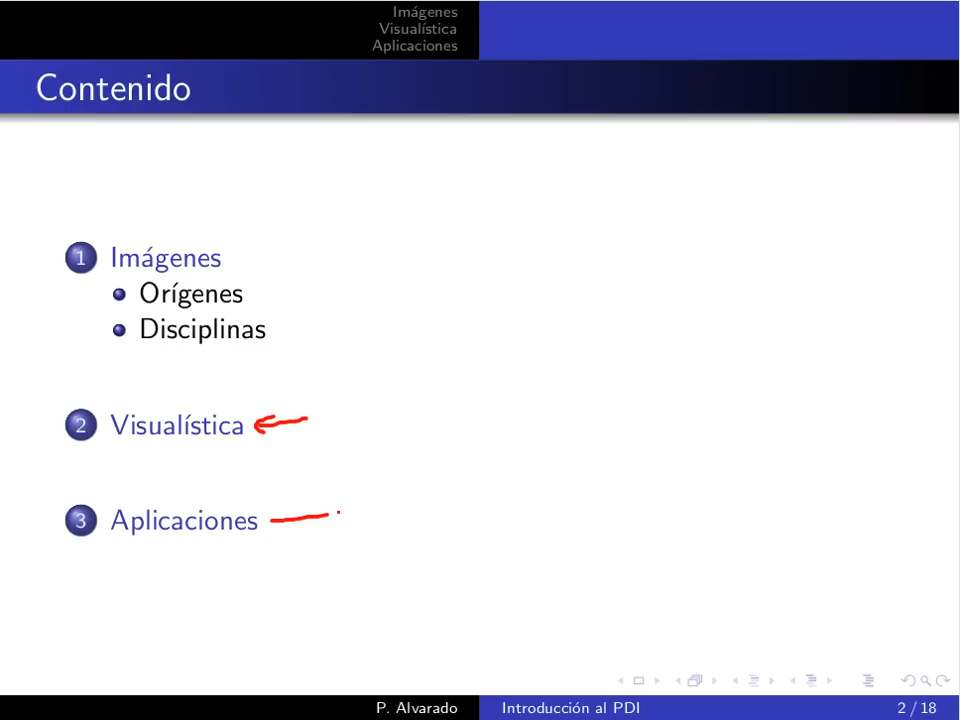 Imágenes
Visualística
Aplicaciones
Contenido
1 Imágenes
Orígenes
Disciplinas
2 Visualística
3 Aplicaciones
P. Alvarado Introducción al PDI 2 / 18